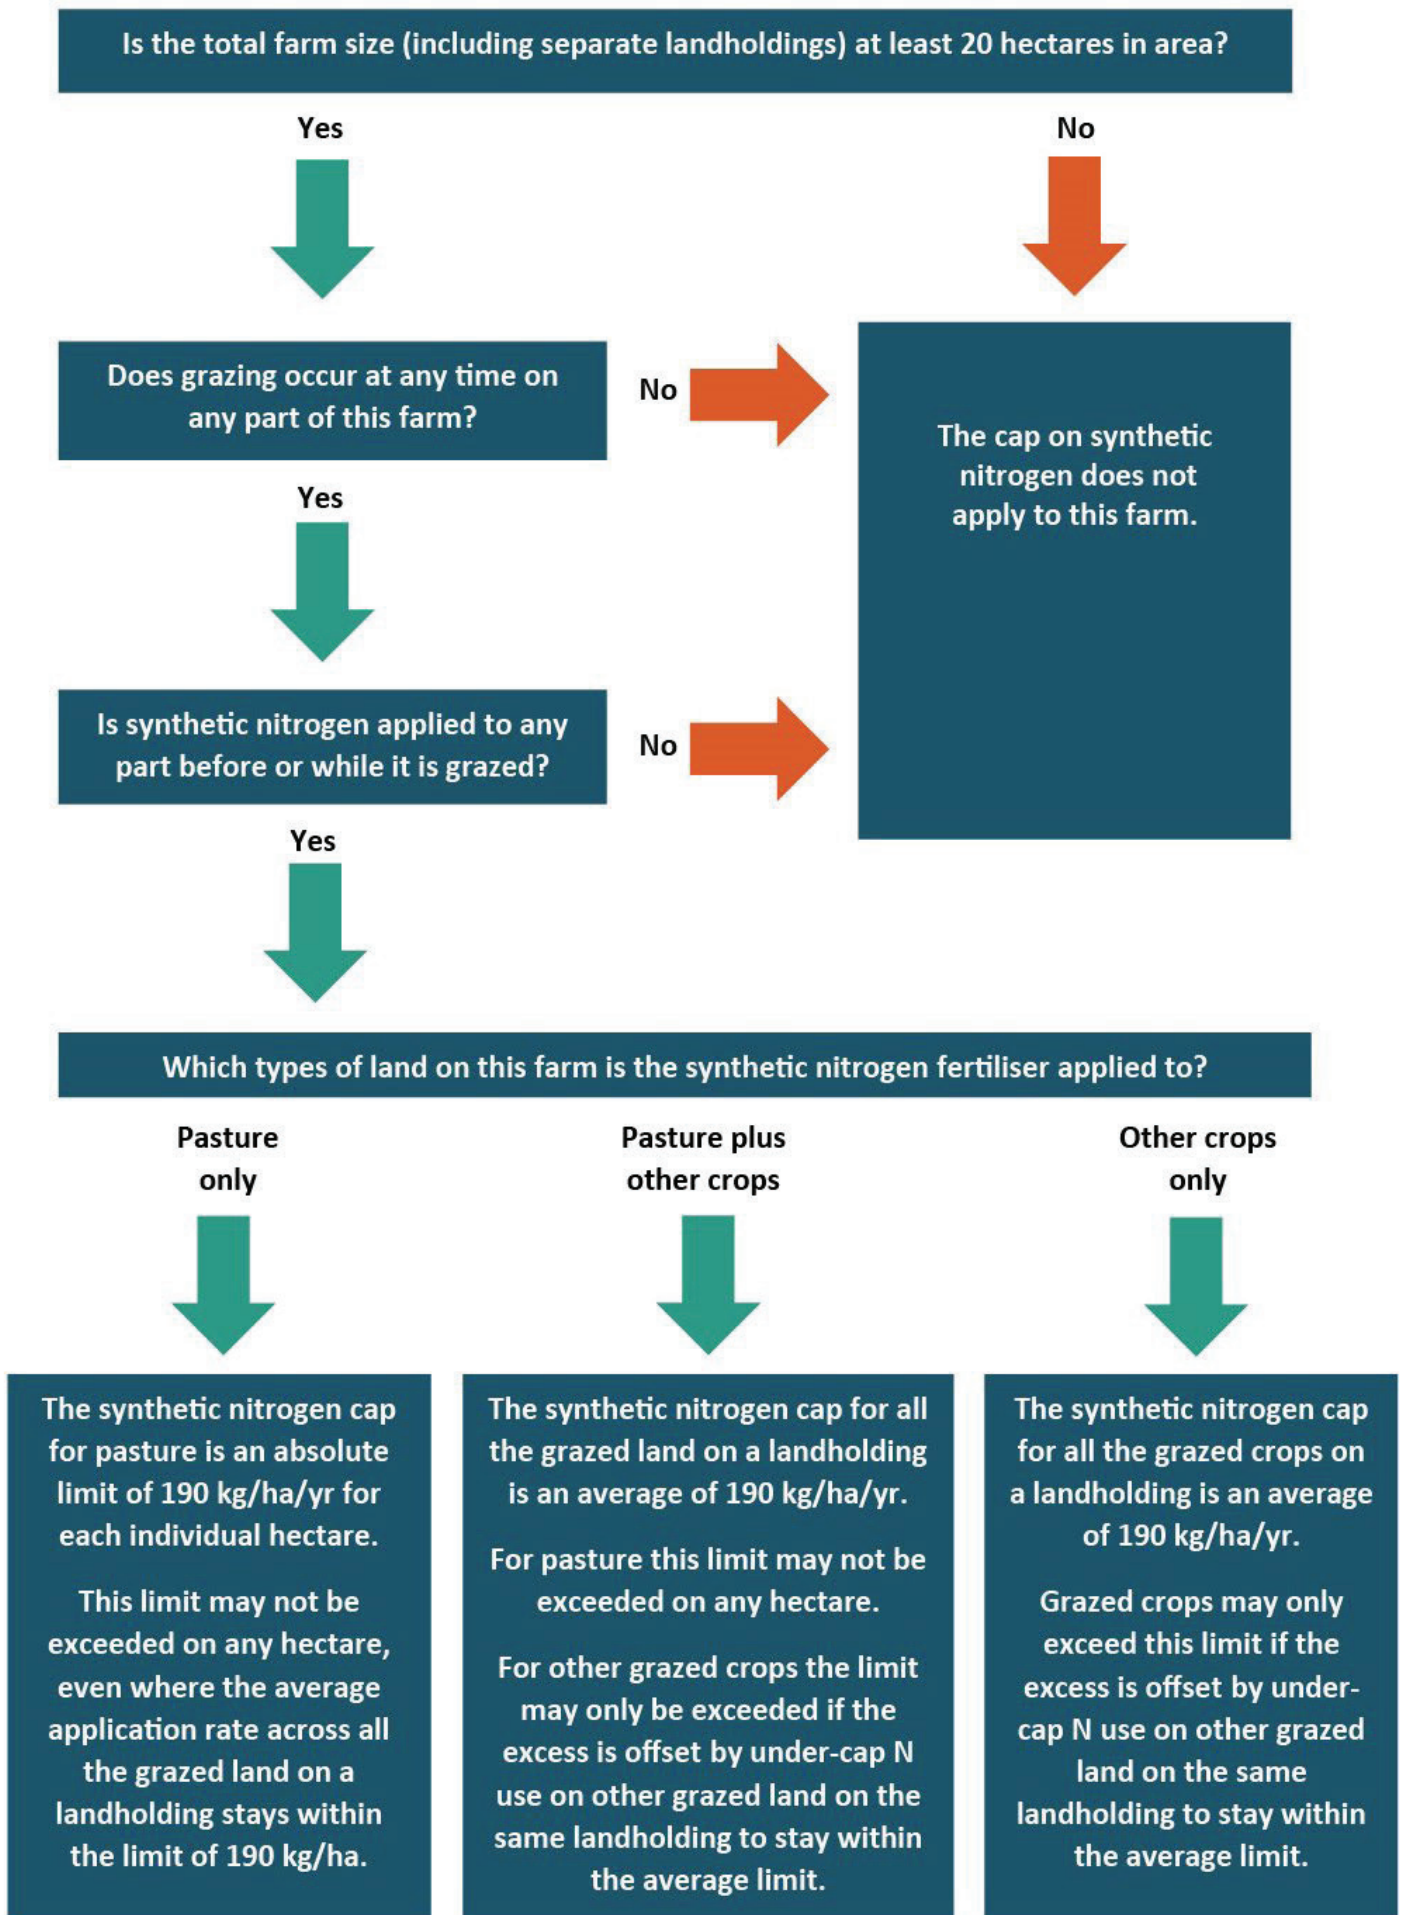 Is the total farm size (including separate landholdings) at least 20 hectares in area?
Yes
No
Does grazing occur at any time on
any part of this farm?
No
The cap on synthetic
nitrogen does not
apply to this farm.
Yes
Is synthetic nitrogen applied to any
part before or while it is grazed?
No
Yes
Which types of land on this farm is the synthetic nitrogen fertiliser applied to?
Pasture
only
Pasture plus
other crops
Other crops
only
The synthetic nitrogen cap
for pasture is an absolute
limit of 190 kg/ha/yr for
each individual hectare.
This limit may not be
exceeded on any hectare,
even where the average
application rate across all
the grazed land on a
landholding stays within
the limit of 190 kg/ha.
The synthetic nitrogen cap for all
the grazed land on a landholding
is an average of 190 kg/ha/yr.
For pasture this limit may not be
exceeded on any hectare.
For other grazed crops the limit
may only be exceeded if the
excess is offset by under-cap N
use on other grazed land on the
same landholding to stay within
the average limit.
The synthetic nitrogen cap
for all the grazed crops on
a landholding is an average
of 190 kg/ha/yr.
Grazed crops may only
exceed this limit if the
excess is offset by under-
cap N use on other grazed
land on the same
landholding to stay within
the average limit.